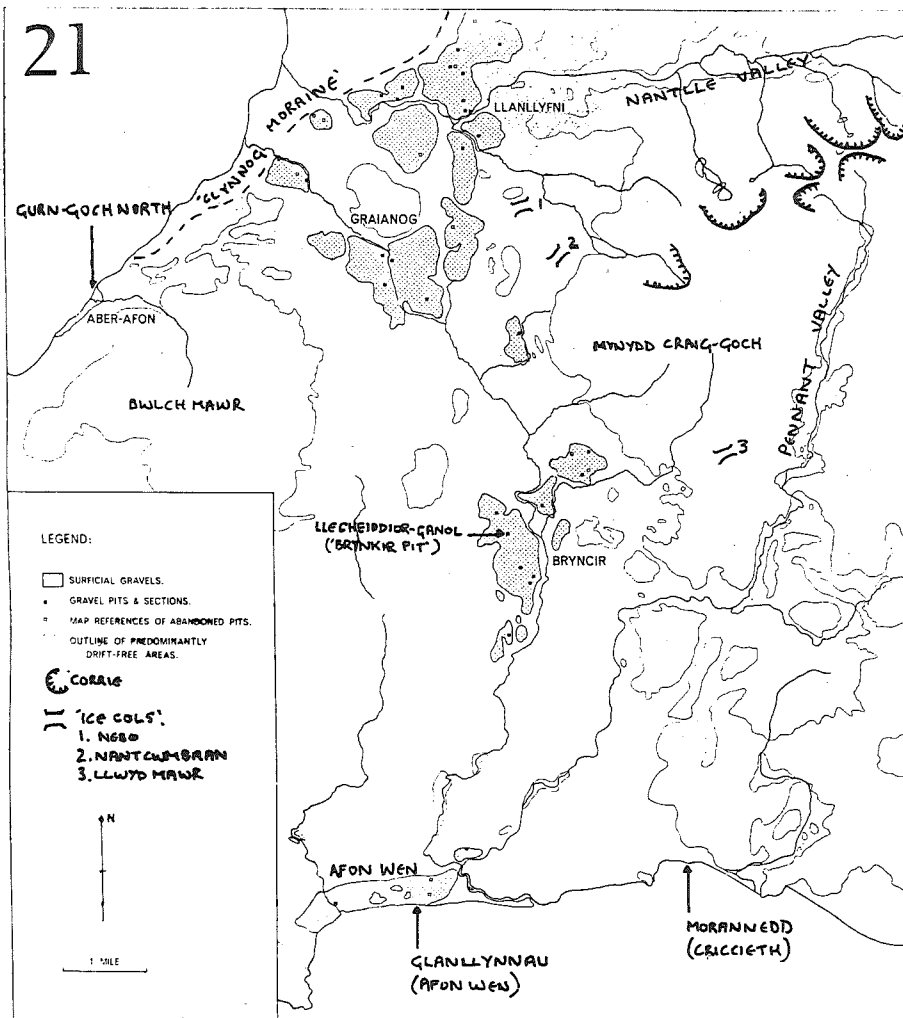 21
'CLYNNOG MORAINE'
LLANLLYFNI
NANTLLE VALLEY
GURN-GOCH NORTH
GRAIANOG
1
2
ABER-AFON
MYNYDD CRAIG-GOCH
PENNANT VALLEY
BWLCH MAWR
3
LLECHEIDDIOR-GANOL
('BRYNKIR PIT')
BRYNCIR
LEGEND:
SURFICIAL GRAVELS.
GRAVEL PITS & SECTIONS.
MAP REFERENCES OF ABANDONED PITS.
OUTLINE OF PREDOMINANTLY
DRIFT-FREE AREAS.
CORRIE
'ICE COLS':
1. NEBO
2. NANTCWMBRAN
3. LLWYD MAWR
N
1 MILE
AFON WEN
GLANLLYNNAU
(AFON WEN)
MORANNEDD
(CRICCIETH)